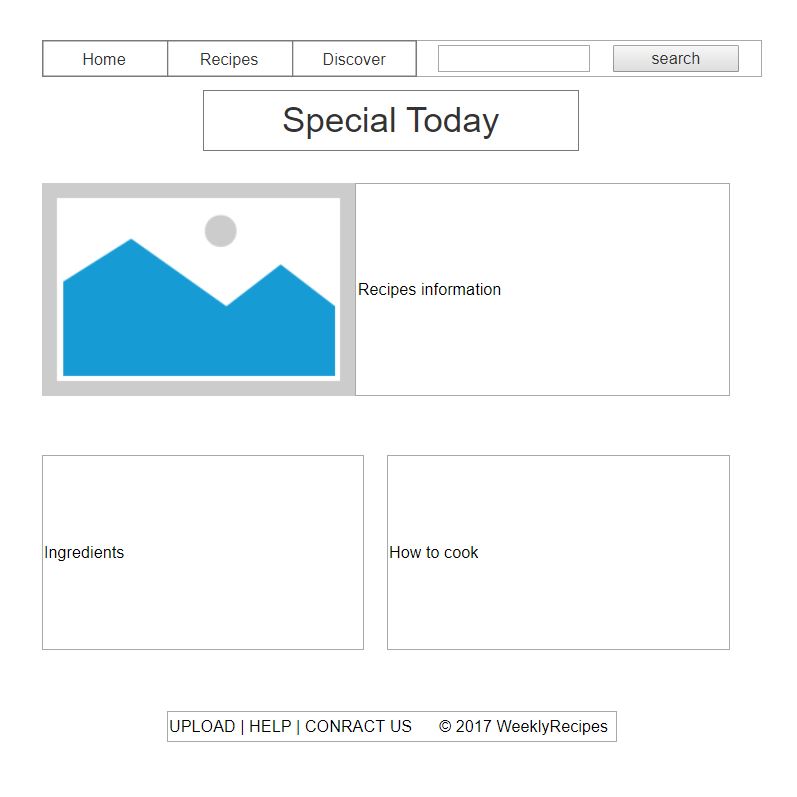 Home Recipes Discover search
Special Today
Recipes information
Ingredients
How to cook
UPLOAD | HELP | CONRACT US © 2017 WeeklyRecipes